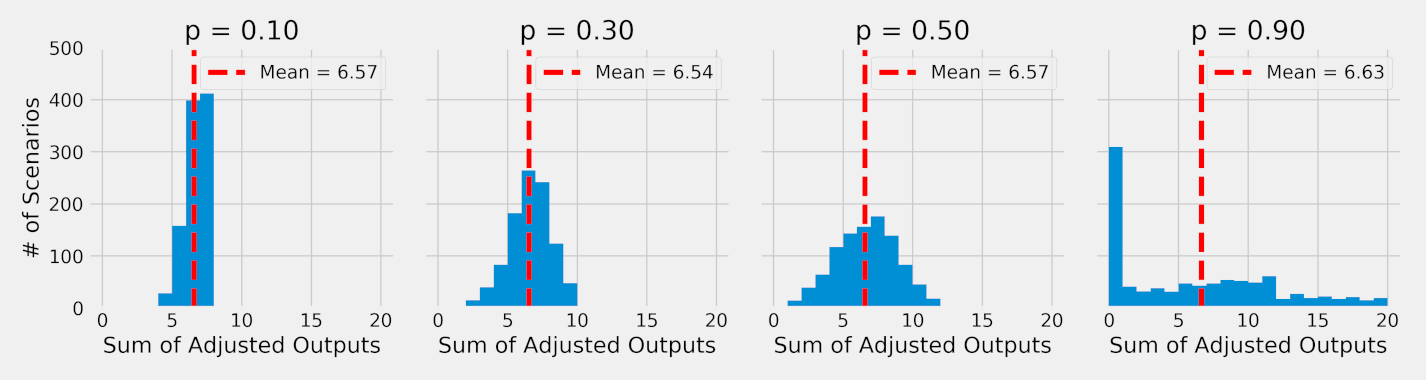 p = 0.10
p = 0.30
p = 0.50
p = 0.90
Mean = 6.57
Mean = 6.54
Mean = 6.57
Mean = 6.63
# of Scenarios
500
400
300
200
100
0
0 5 10 15 20
0 5 10 15 20
0 5 10 15 20
0 5 10 15 20
Sum of Adjusted Outputs
Sum of Adjusted Outputs
Sum of Adjusted Outputs
Sum of Adjusted Outputs